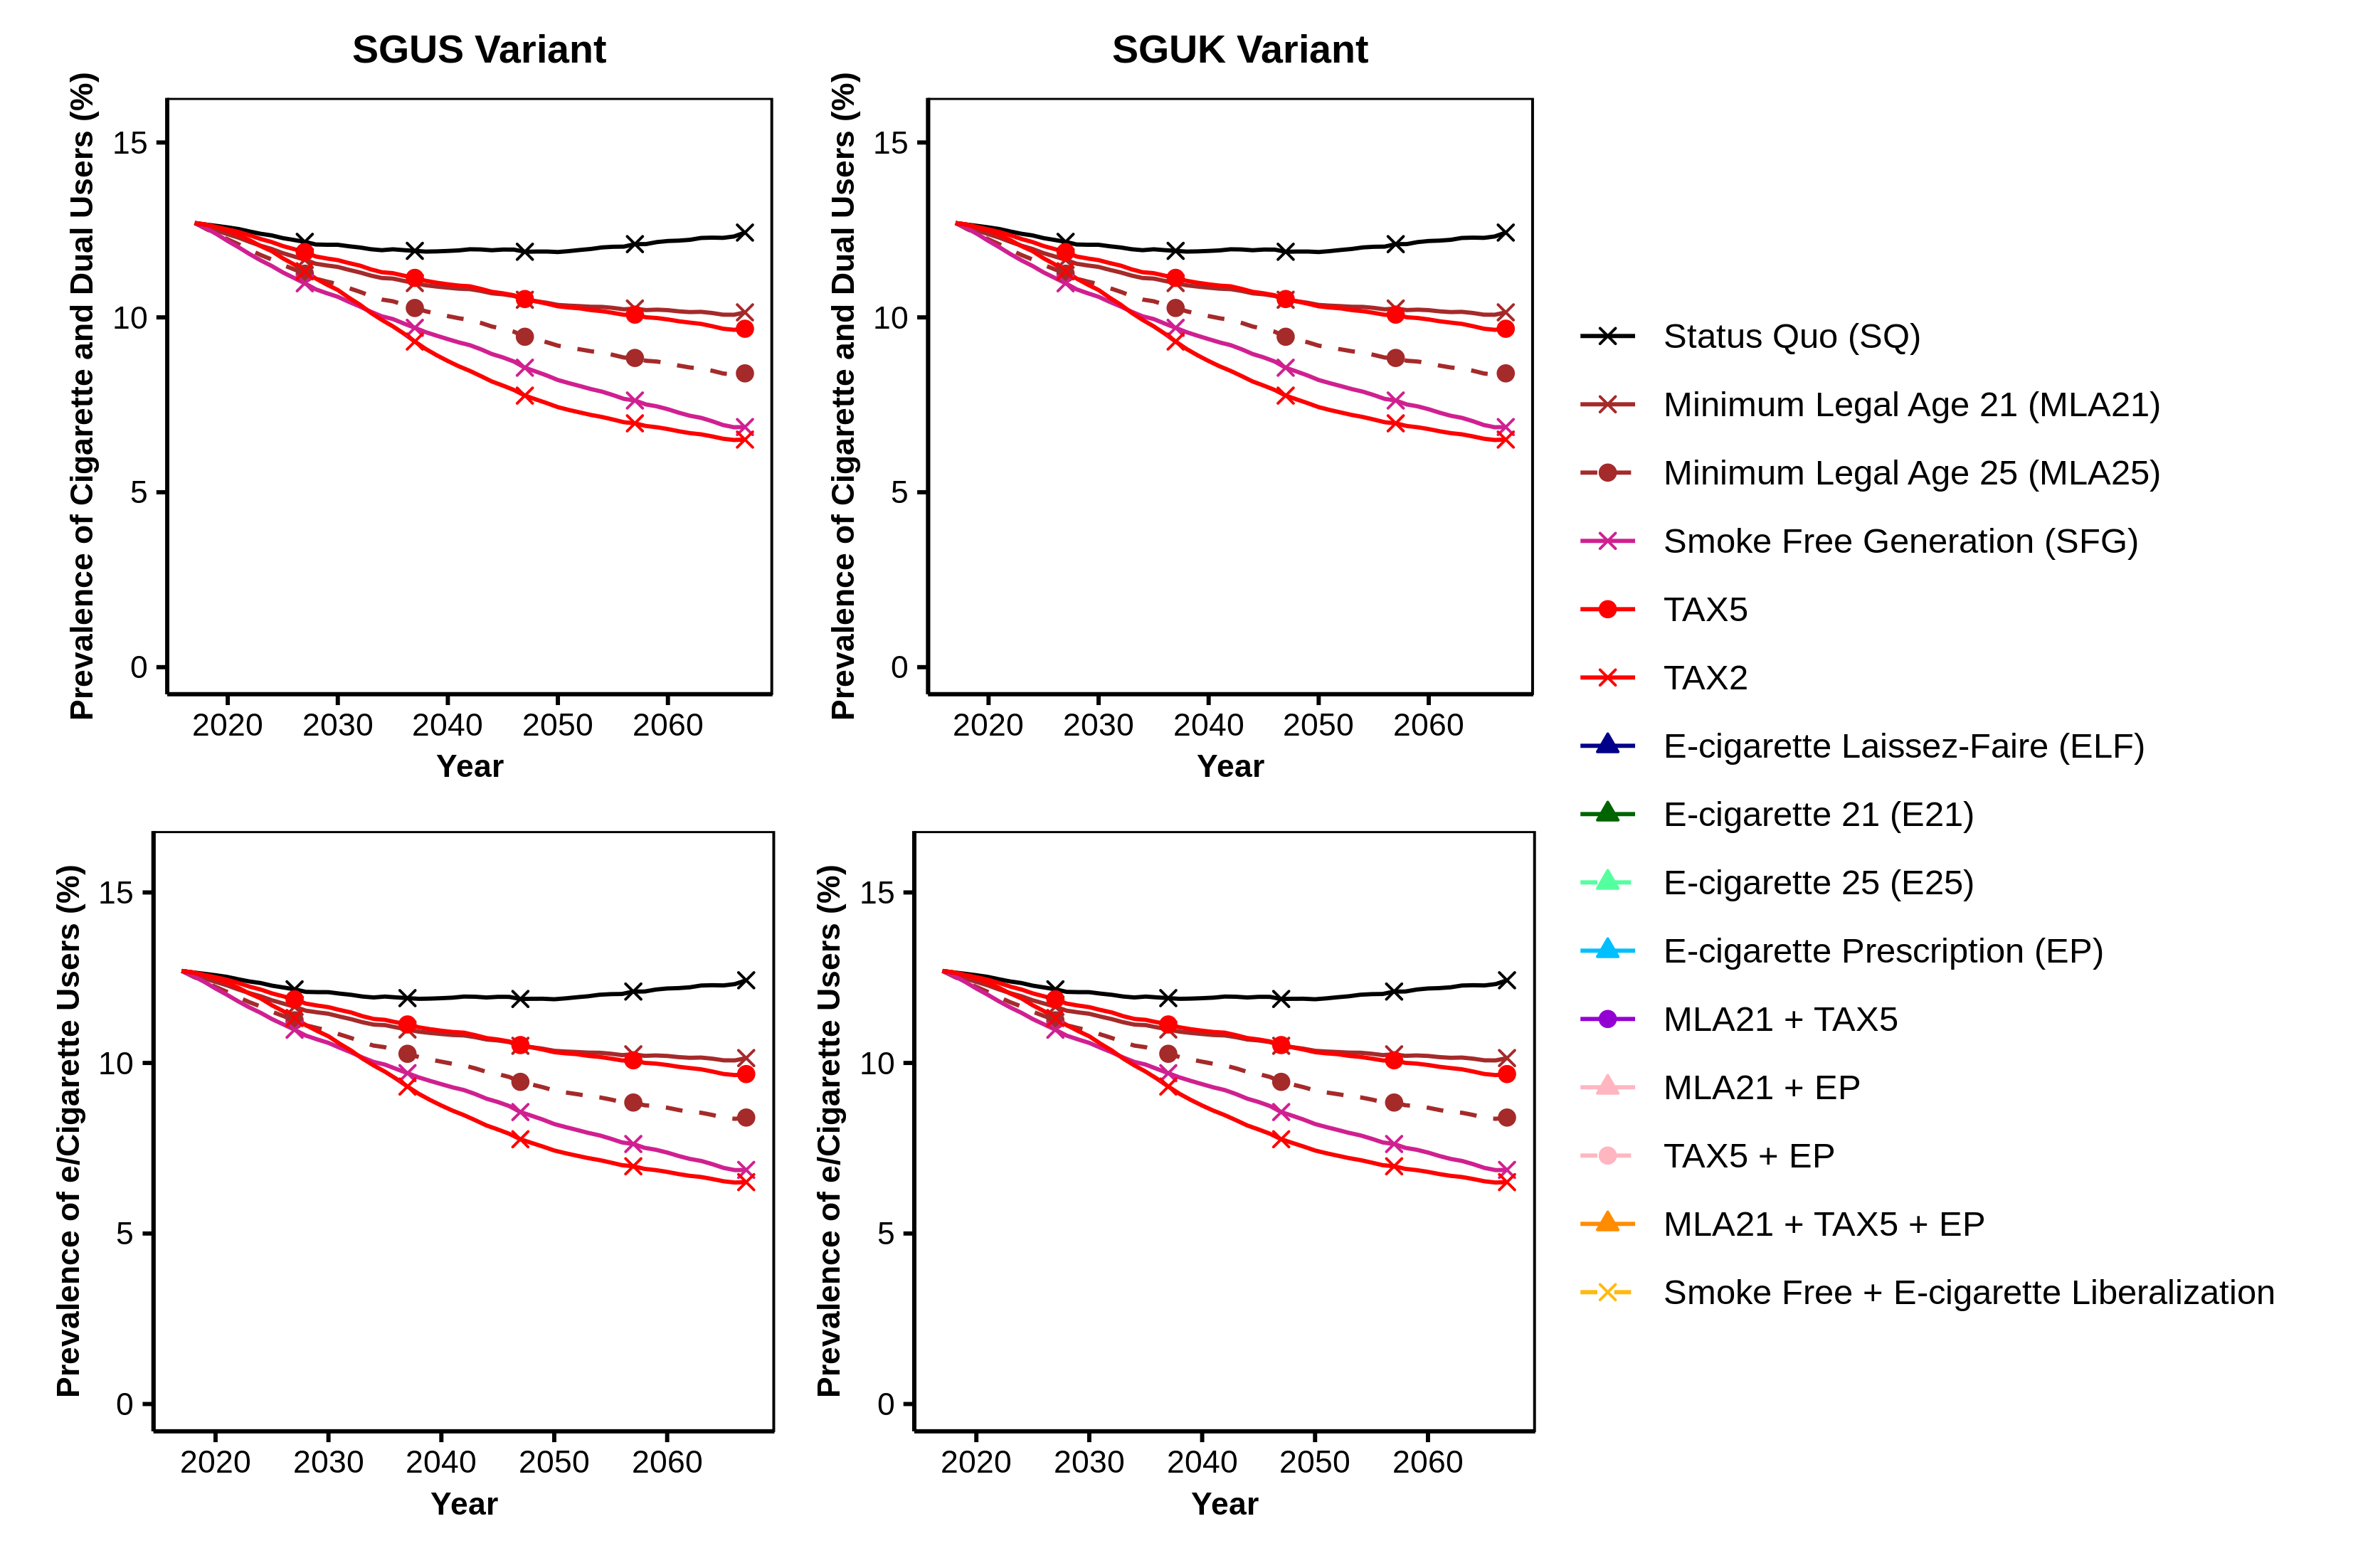 SGUS Variant
SGUK Variant
Prevalence of Cigarette and Dual Users (%)
15
10
5
0
2020 2030 2040 2050 2060
Year
Prevalence of Cigarette and Dual Users (%)
15
10
5
0
2020 2030 2040 2050 2060
Year
Prevalence of e/Cigarette Users (%)
15
10
5
0
2020 2030 2040 2050 2060
Year
Prevalence of e/Cigarette Users (%)
15
10
5
0
2020 2030 2040 2050 2060
Year
Status Quo (SQ)
Minimum Legal Age 21 (MLA21)
Minimum Legal Age 25 (MLA25)
Smoke Free Generation (SFG)
TAX5
TAX2
E-cigarette Laissez-Faire (ELF)
E-cigarette 21 (E21)
E-cigarette 25 (E25)
E-cigarette Prescription (EP)
MLA21 + TAX5
MLA21 + EP
TAX5 + EP
MLA21 + TAX5 + EP
Smoke Free + E-cigarette Liberalization